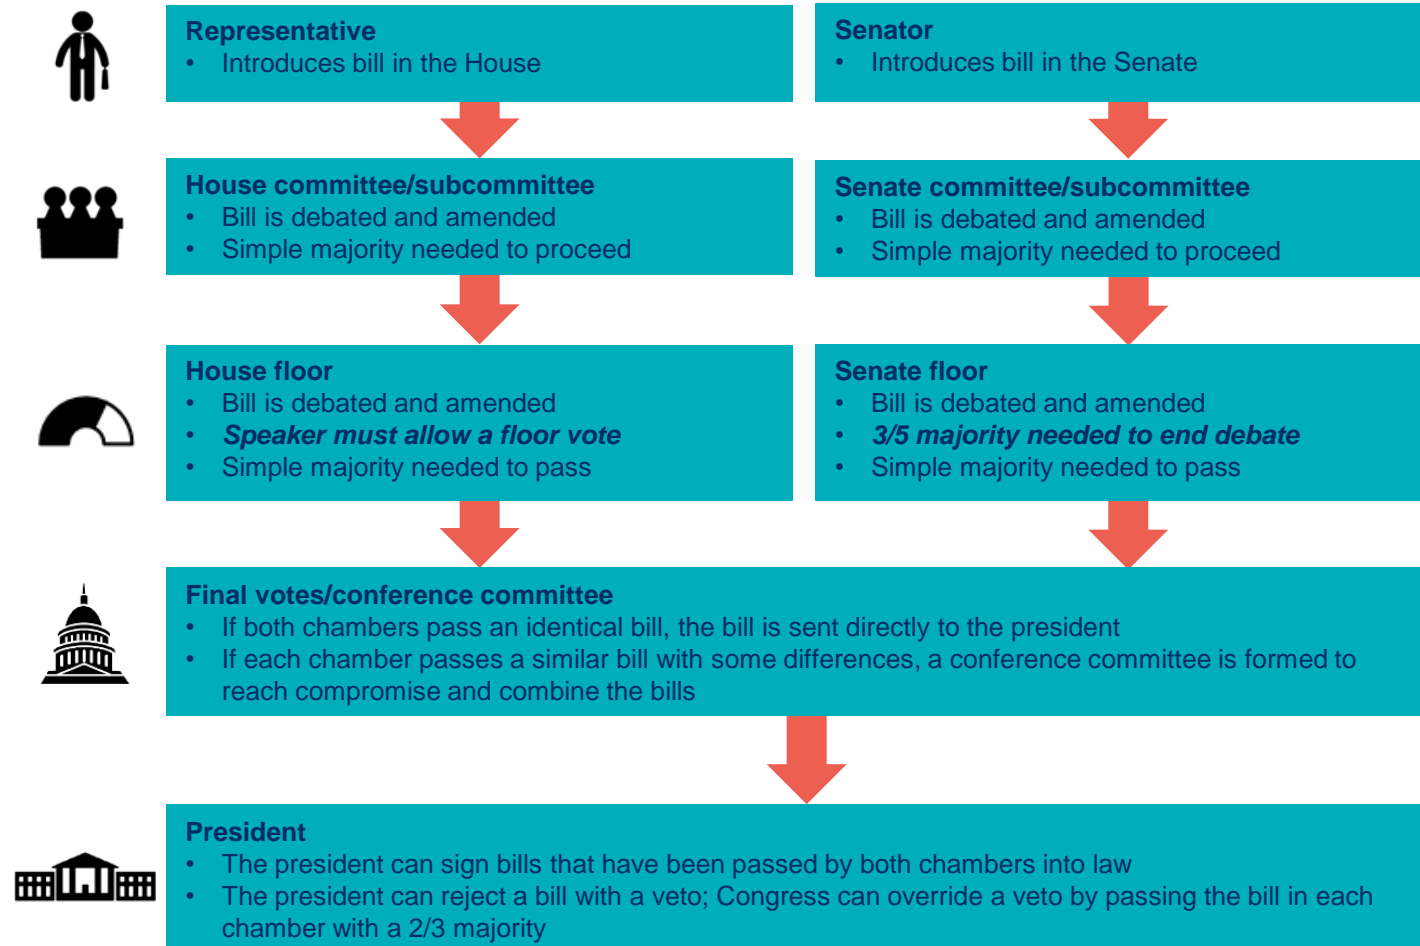 Representative
• Introduces bill in the House
Senator
• Introduces bill in the Senate
House committee/subcommittee
• Bill is debated and amended
• Simple majority needed to proceed
Senate committee/subcommittee
• Bill is debated and amended
• Simple majority needed to proceed
House floor
• Bill is debated and amended
• Speaker must allow a floor vote
• Simple majority needed to pass
Senate floor
• Bill is debated and amended
• 3/5 majority needed to end debate
• Simple majority needed to pass
Final votes/conference committee
• If both chambers pass an identical bill, the bill is sent directly to the president
• If each chamber passes a similar bill with some differences, a conference committee is formed to
reach compromise and combine the bills
President
• The president can sign bills that have been passed by both chambers into law
• The president can reject a bill with a veto; Congress can override a veto by passing the bill in each
chamber with a 2/3 majority